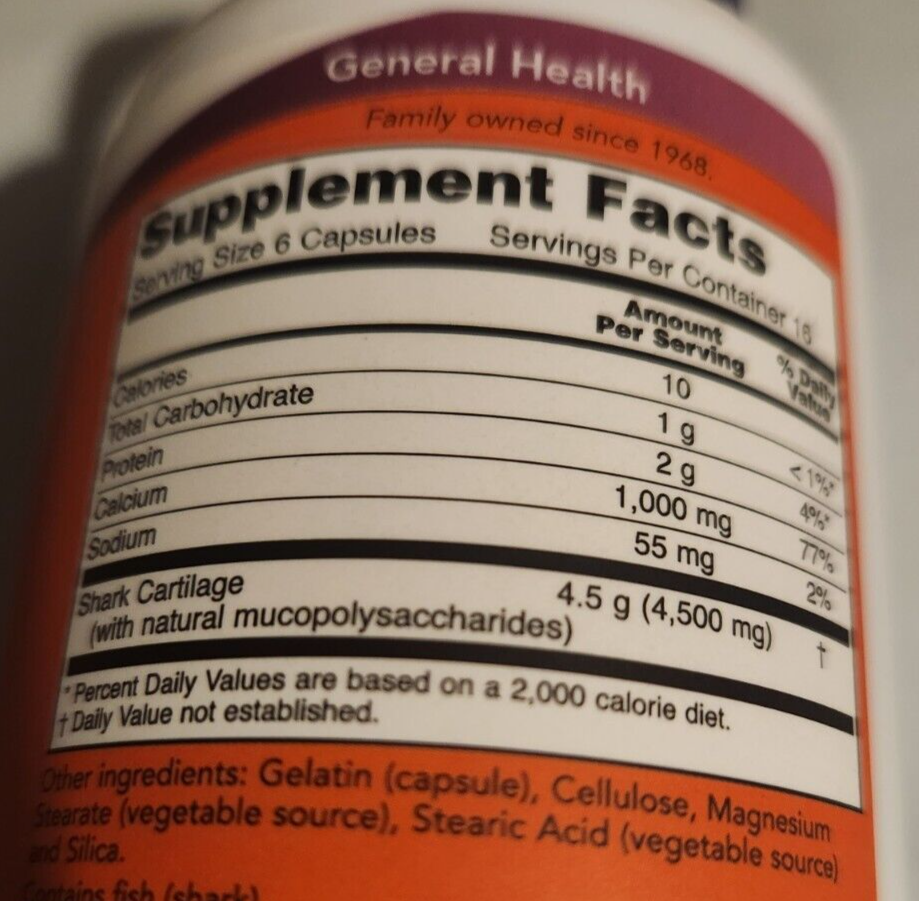 General Health
Family owned since 1968.
Supplement Facts
Serving Size 6 Capsules Servings Per Container 16
Amount Per Serving % Daily Value
Calories 10
Total Carbohydrate 1 g <1%*
Protein 2 g 4%*
Calcium 1,000 mg 77%
Sodium 55 mg 2%
Shark Cartilage 4.5 g (4,500 mg) †
(with natural mucopolysaccharides)
* Percent Daily Values are based on a 2,000 calorie diet.
† Daily Value not established.
Other ingredients: Gelatin (capsule), Cellulose, Magnesium
Stearate (vegetable source), Stearic Acid (vegetable source)
and Silica.
Contains fish (shark).